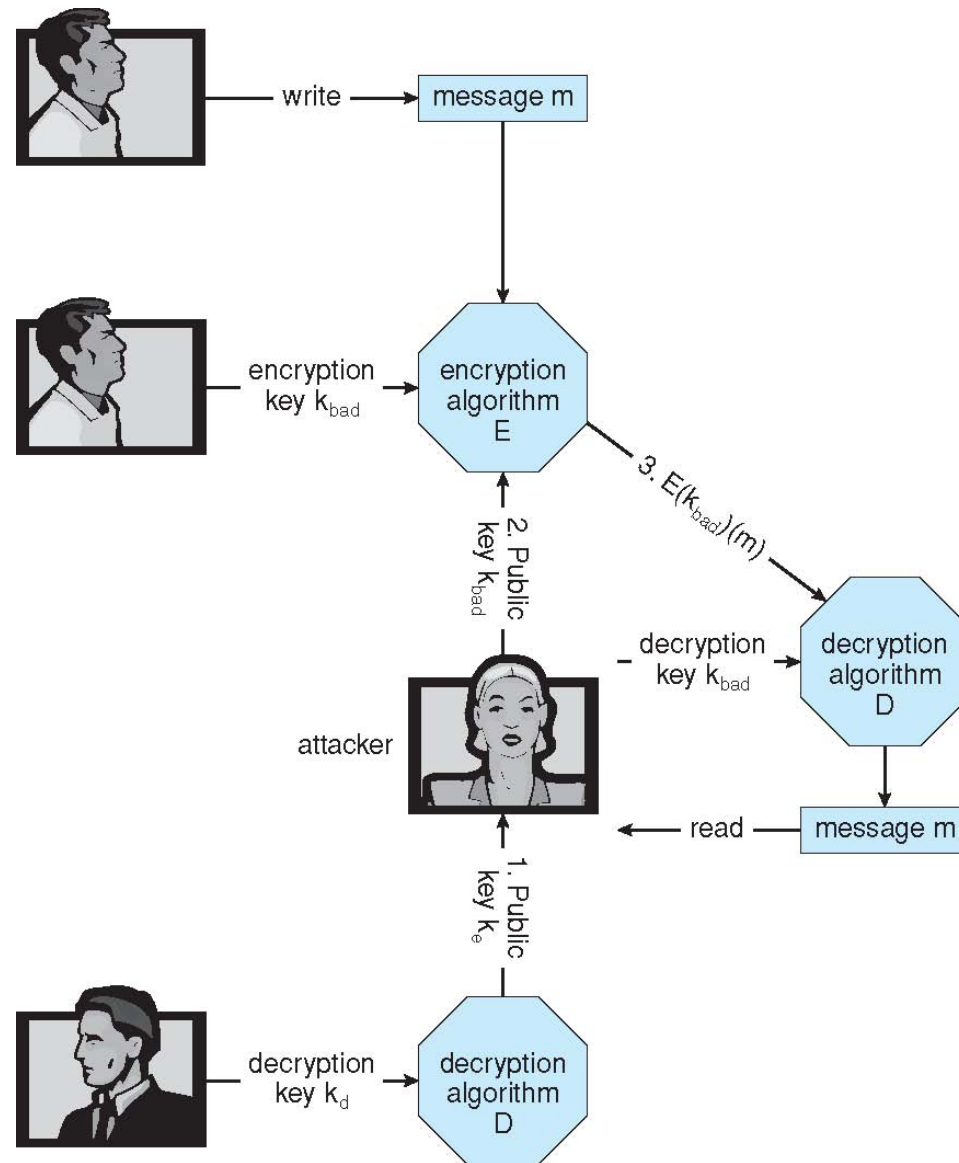 write
message m
encryption
key k_bad
encryption
algorithm
E
3. E(k_bad)(m)
2. Public
key k_bad
decryption
key k_bad
decryption
algorithm
D
attacker
read
message m
1. Public
key k_e
decryption
key k_d
decryption
algorithm
D